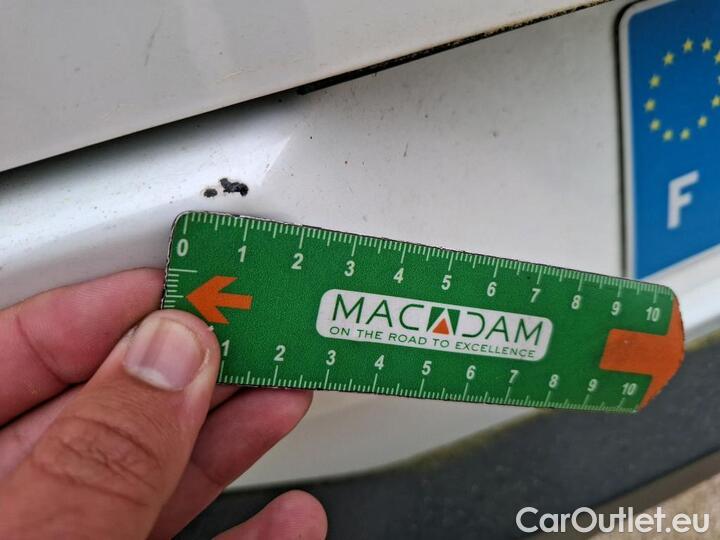 F
0 1 2 3 4 5 6 7 8 9 10
MACADAM
ON THE ROAD TO EXCELLENCE
1 2 3 4 5 6 7 8 9 10
CarOutlet.eu